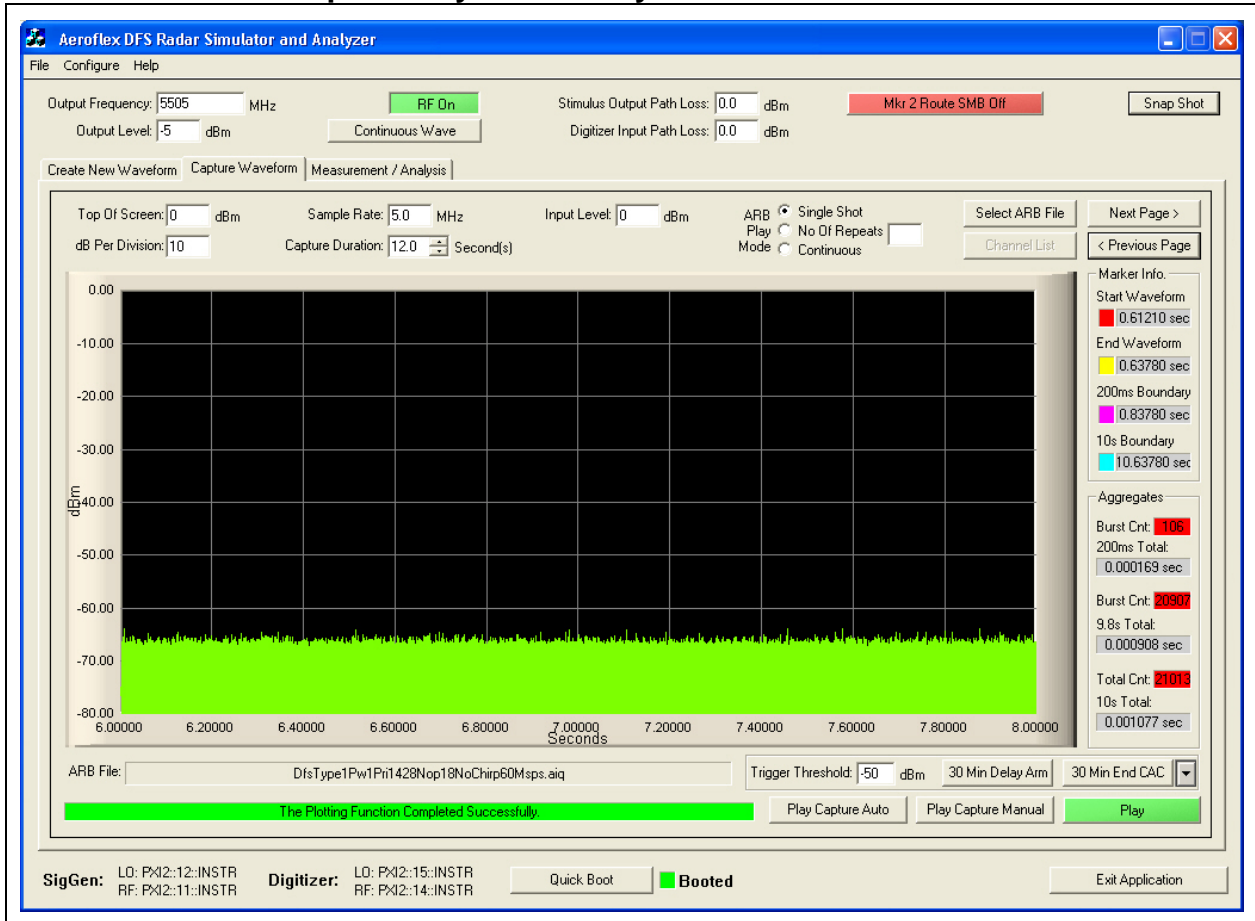 Aeroflex DFS Radar Simulator and Analyzer
File Configure Help
Output Frequency: 5505 MHz RF On Stimulus Output Path Loss: 0.0 dBm Mkr 2 Route SMB Off Snap Shot
Output Level: -5 dBm Continuous Wave Digitizer Input Path Loss: 0.0 dBm
Create New Waveform Capture Waveform Measurement / Analysis
Top Of Screen: 0 dBm Sample Rate: 5.0 MHz Input Level: 0 dBm ARB Play Mode Single Shot Select ARB File Next Page >
dB Per Division: 10 Capture Duration: 12.0 Second(s) No Of Repeats Channel List < Previous Page
Continuous
Marker Info.
Start Waveform
0.61210 sec
End Waveform
0.63780 sec
200ms Boundary
0.83780 sec
10s Boundary
10.63780 sec
Aggregates
Burst Cnt: 106
200ms Total:
0.000169 sec
Burst Cnt: 20907
9.8s Total:
0.000908 sec
Total Cnt: 21013
10s Total:
0.001077 sec
0.00
-10.00
-20.00
-30.00
-40.00
-50.00
-60.00
-70.00
-80.00
dBm
6.00000 6.20000 6.40000 6.60000 6.80000 7.00000 7.20000 7.40000 7.60000 7.80000 8.00000
Seconds
ARB File: DfsType1Pw1Pri1428Nop18NoChirp60Msps.aiq Trigger Threshold: -50 dBm 30 Min Delay Arm 30 Min End CAC
The Plotting Function Completed Successfully. Play Capture Auto Play Capture Manual Play
SigGen: LO: PXI2::12::INSTR Digitizer: LO: PXI2::15::INSTR Quick Boot Booted Exit Application
RF: PXI2::11::INSTR RF: PXI2::14::INSTR